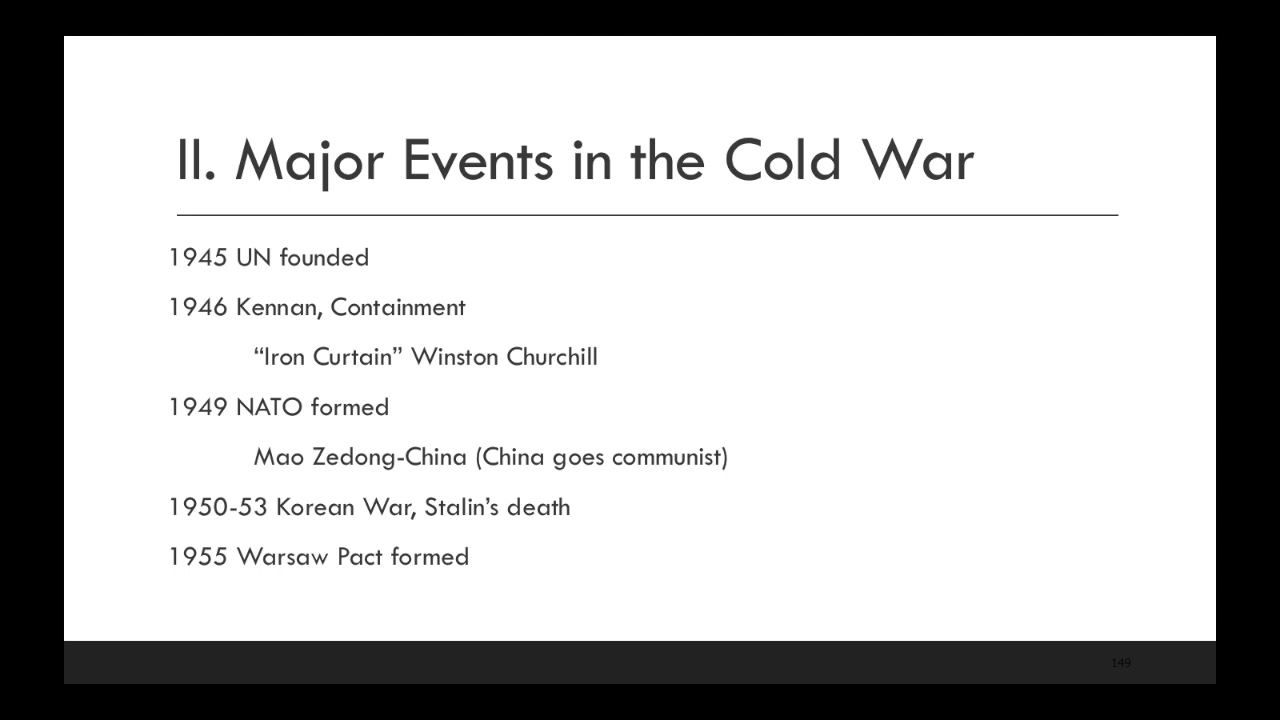 II. Major Events in the Cold War
1945 UN founded
1946 Kennan, Containment
“Iron Curtain” Winston Churchill
1949 NATO formed
Mao Zedong-China (China goes communist)
1950-53 Korean War, Stalin’s death
1955 Warsaw Pact formed
149